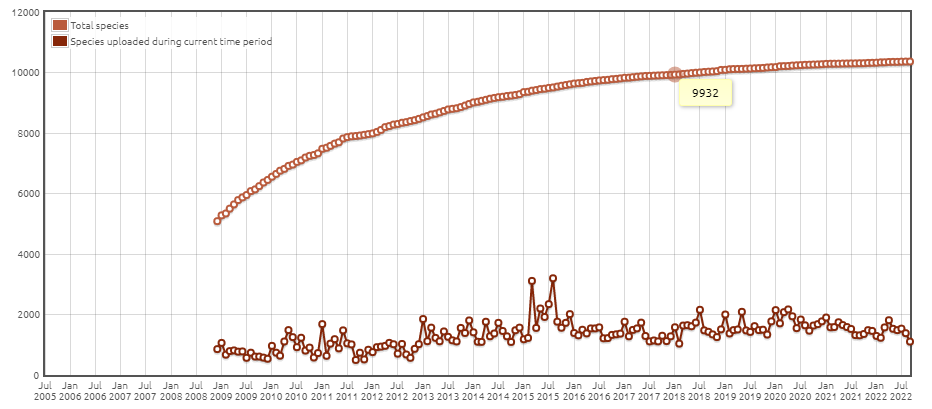 12000
Total species
Species uploaded during current time period
10000
9932
8000
6000
4000
2000
0
Jul Jan Jul Jan Jul Jan Jul Jan Jul Jan Jul Jan Jul Jan Jul Jan Jul Jan Jul Jan Jul Jan Jul Jan Jul Jan Jul Jan Jul Jan Jul Jan Jul Jan Jul
2005 2006 2006 2007 2007 2008 2008 2009 2009 2010 2010 2011 2011 2012 2012 2013 2013 2014 2014 2015 2015 2016 2016 2017 2017 2018 2018 2019 2019 2020 2020 2021 2021 2022 2022